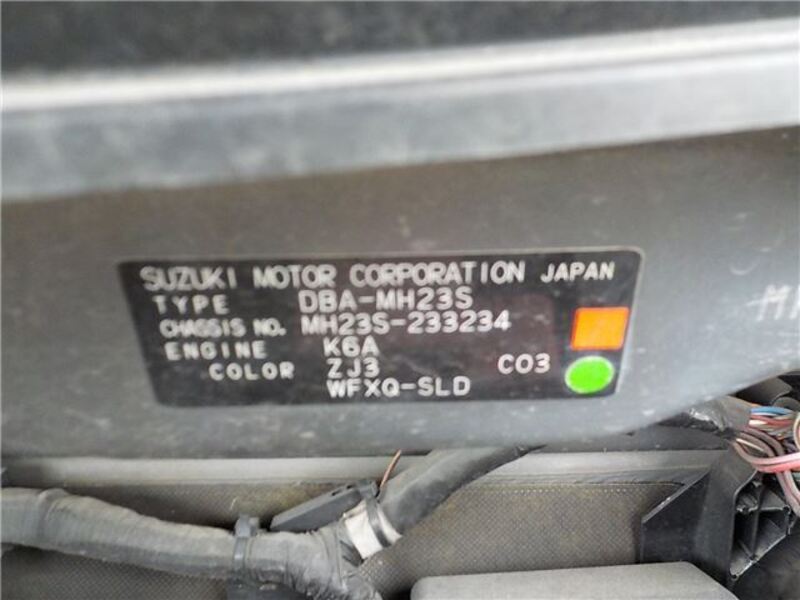 SUZUKI MOTOR CORPORATION JAPAN
TYPE DBA-MH23S
CHASSIS NO. MH23S-233234
ENGINE K6A
COLOR ZJ3 C03
WFXQ-SLD